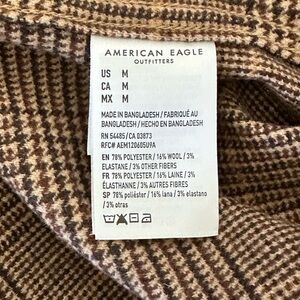 AMERICAN EAGLE
OUTFITTERS
US M
CA M
MX M
MADE IN BANGLADESH / FABRIQUÉ AU
BANGLADESH / HECHO EN BANGLADESH
RN 54485/CA 03873
RFC# AEM120605U9A
EN 78% POLYESTER / 16% WOOL / 3%
ELASTANE / 3% OTHER FIBERS
FR 78% POLYESTER / 16% LAINE / 3%
ÉLASTHANNE / 3% AUTRES FIBRES
SP 78% poliéster / 16% lana / 3% elastano
/ 3% otras